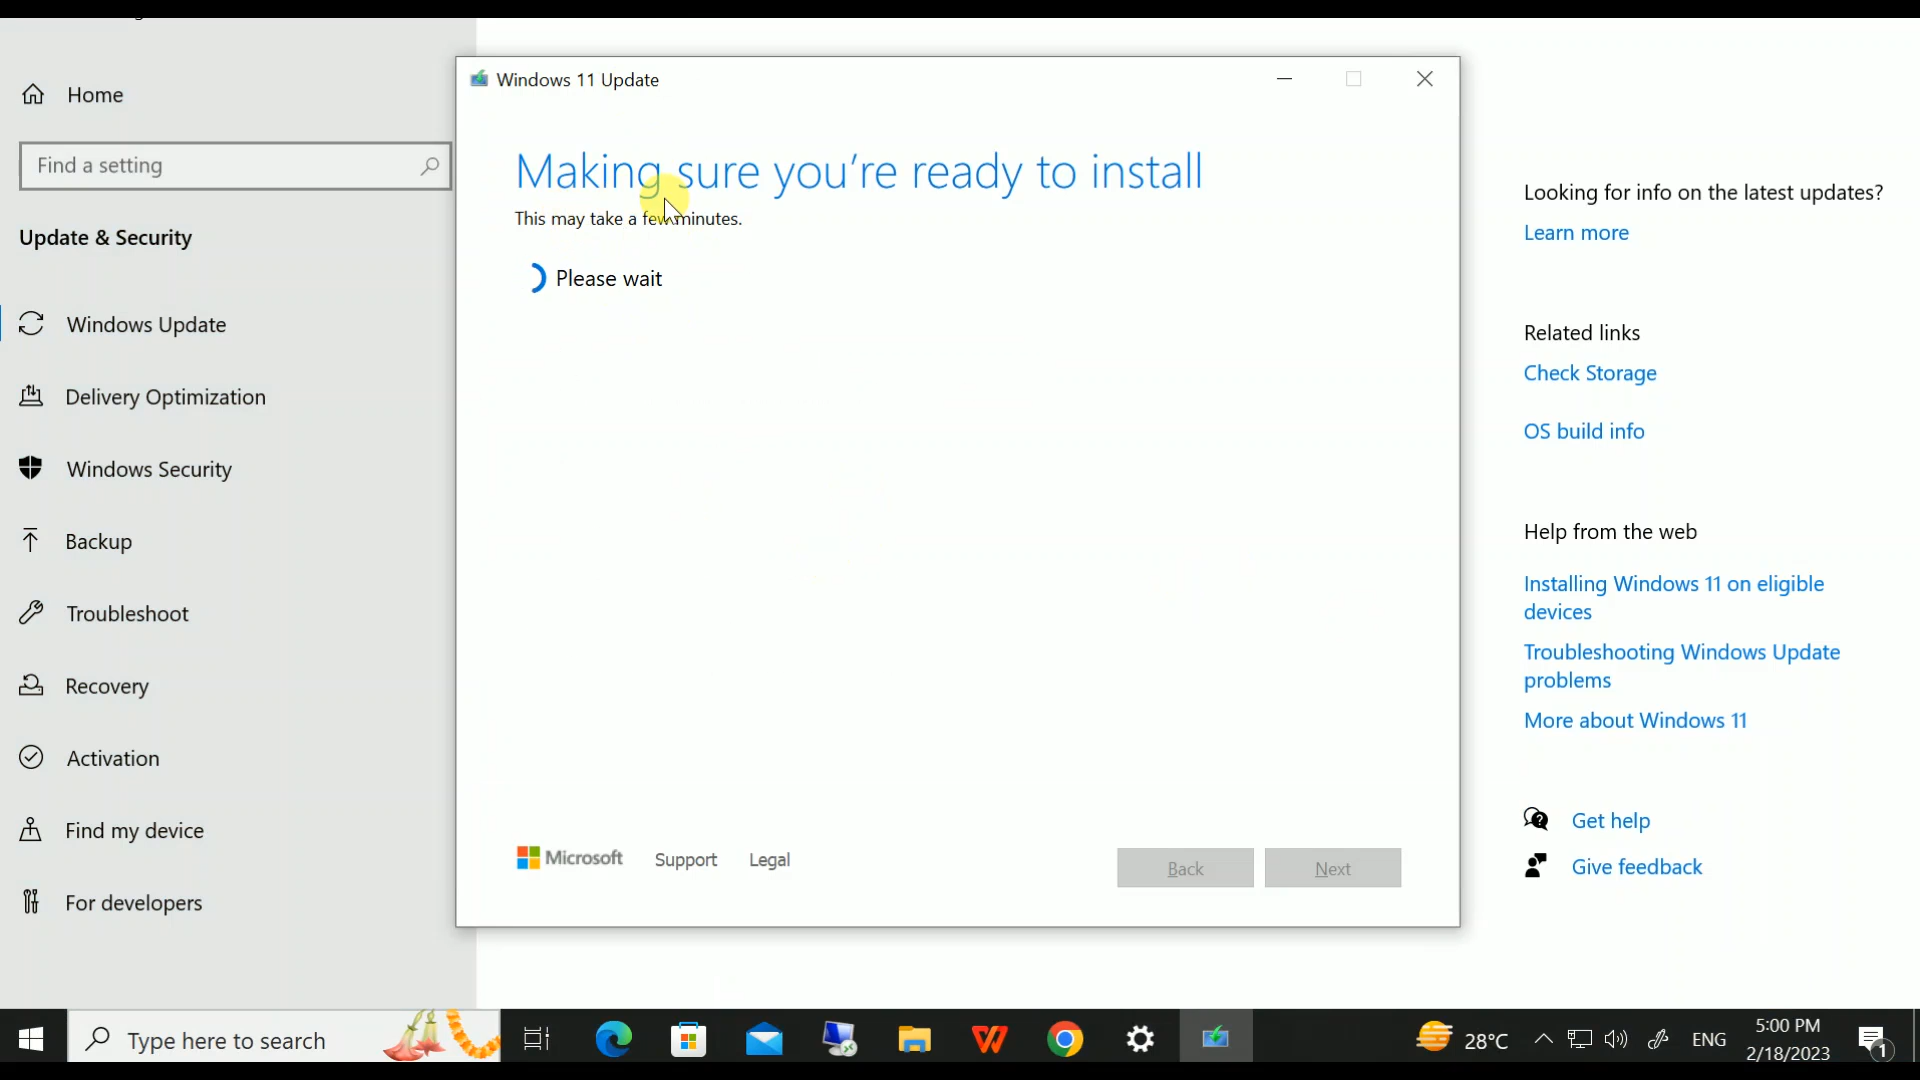 Home
Find a setting
Update & Security
Windows Update
Delivery Optimization
Windows Security
Backup
Troubleshoot
Recovery
Activation
Find my device
For developers
Windows 11 Update
Making sure you're ready to install
This may take a few minutes.
Please wait
Microsoft
Support
Legal
Back
Next
Looking for info on the latest updates?
Learn more
Related links
Check Storage
OS build info
Help from the web
Installing Windows 11 on eligible
devices
Troubleshooting Windows Update
problems
More about Windows 11
Get help
Give feedback
Type here to search
28°C
ENG
5:00 PM
2/18/2023
1